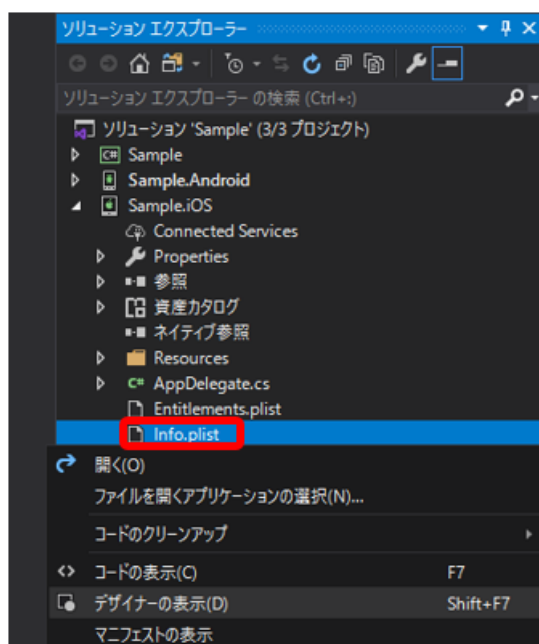 ソリューション エクスプローラー
ソリューション エクスプローラー の検索 (Ctrl+:)
ソリューション 'Sample' (3/3 プロジェクト)
C# Sample
Sample.Android
Sample.iOS
Connected Services
Properties
参照
資産カタログ
ネイティブ参照
Resources
C# AppDelegate.cs
Entitlements.plist
Info.plist
開く(O)
ファイルを開くアプリケーションの選択(N)...
コードのクリーンアップ
コードの表示(C) F7
デザイナーの表示(D) Shift+F7
マニフェストの表示